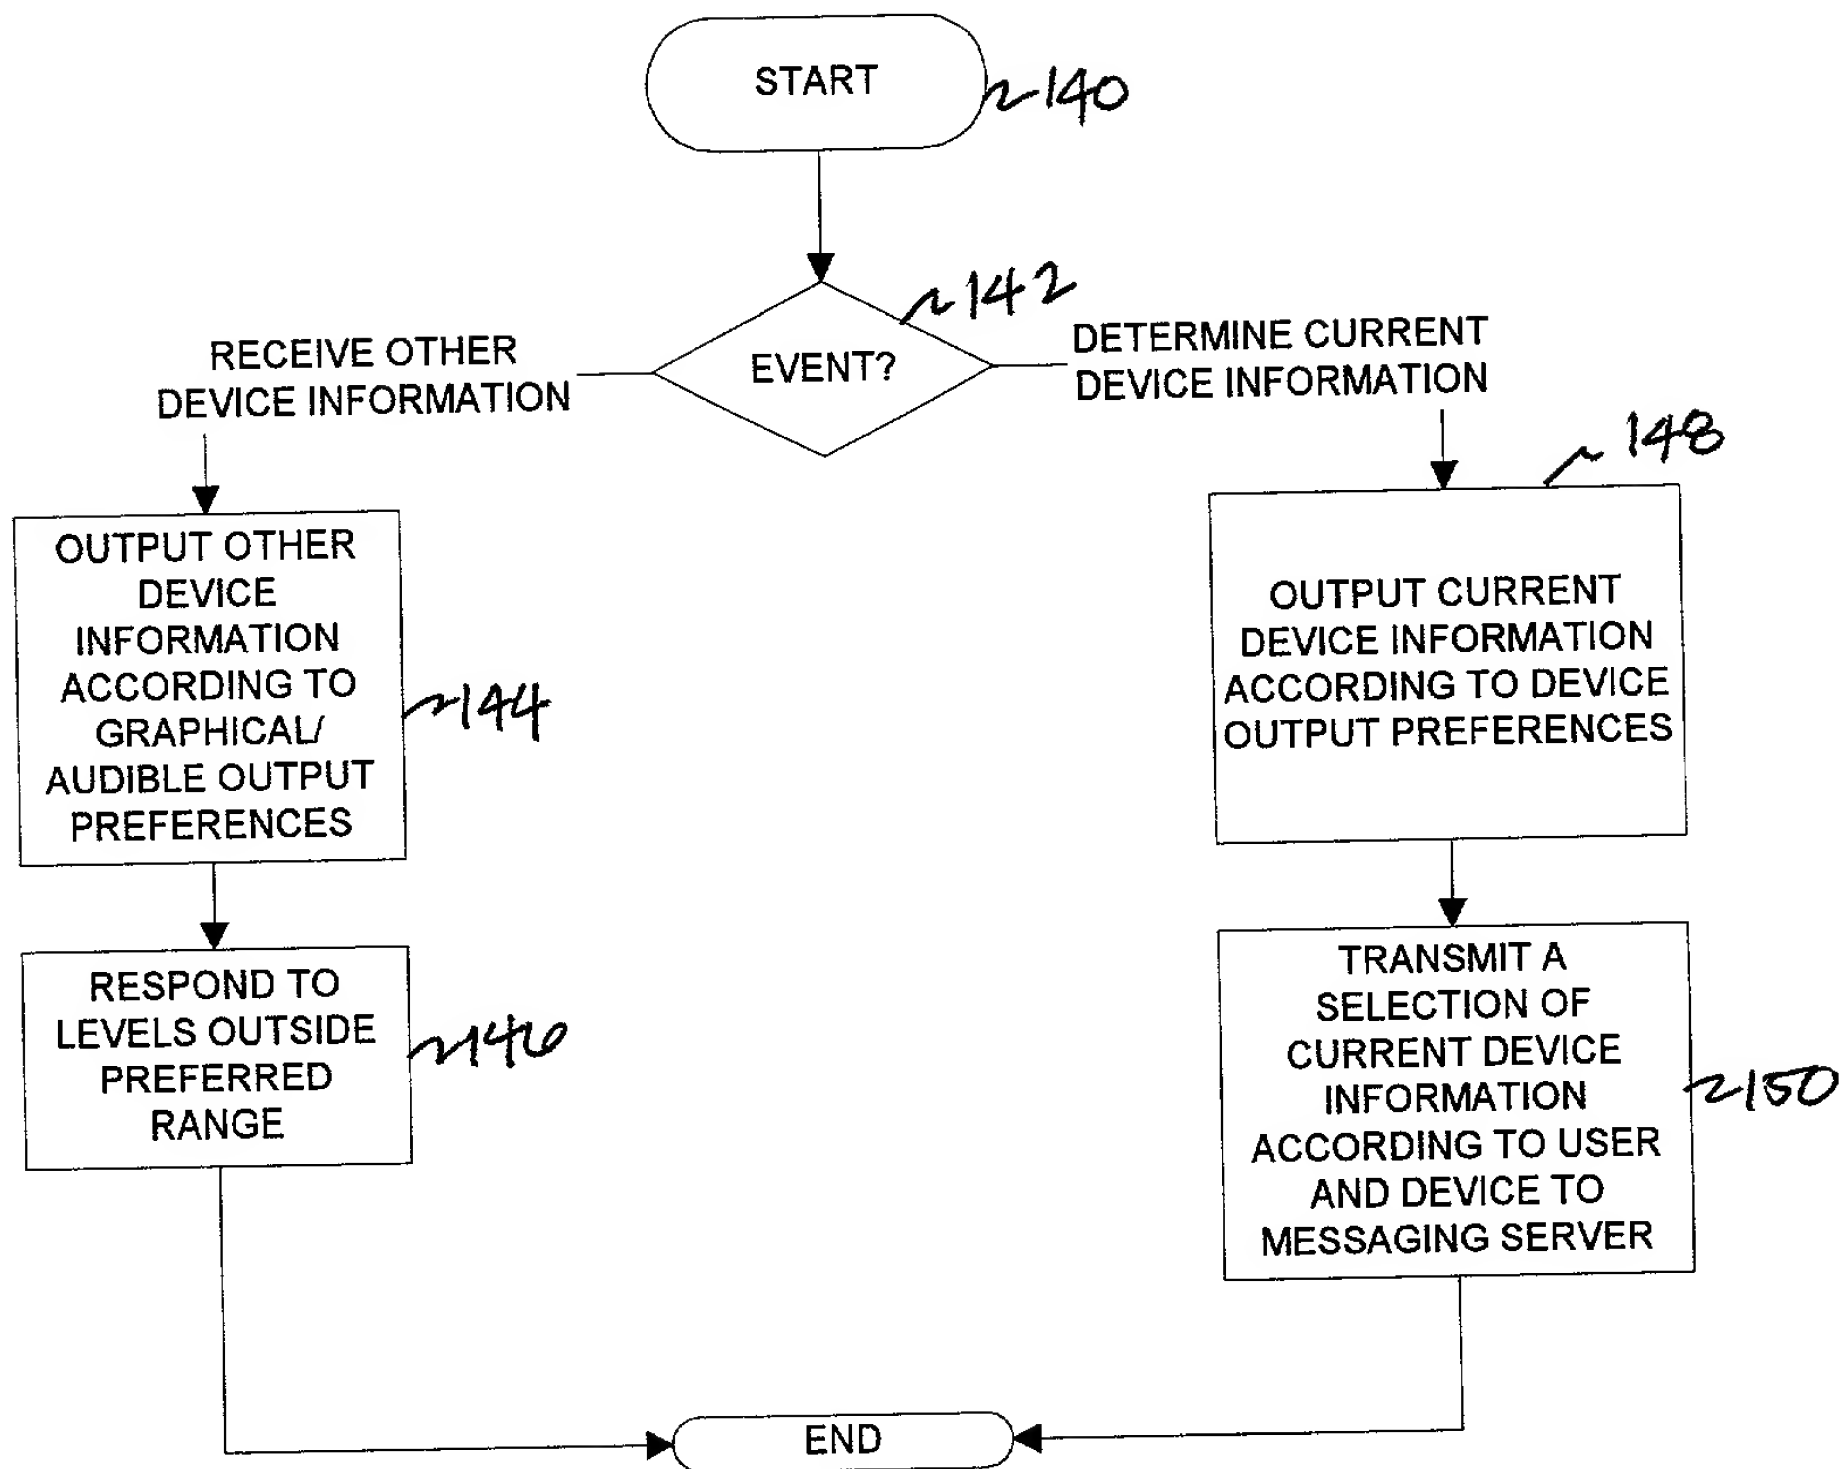 START
140
142
EVENT?
RECEIVE OTHER
DEVICE INFORMATION
DETERMINE CURRENT
DEVICE INFORMATION
148
OUTPUT OTHER
DEVICE
INFORMATION
ACCORDING TO
GRAPHICAL/
AUDIBLE OUTPUT
PREFERENCES
144
OUTPUT CURRENT
DEVICE INFORMATION
ACCORDING TO DEVICE
OUTPUT PREFERENCES
RESPOND TO
LEVELS OUTSIDE
PREFERRED
RANGE
146
TRANSMIT A
SELECTION OF
CURRENT DEVICE
INFORMATION
ACCORDING TO USER
AND DEVICE TO
MESSAGING SERVER
150
END